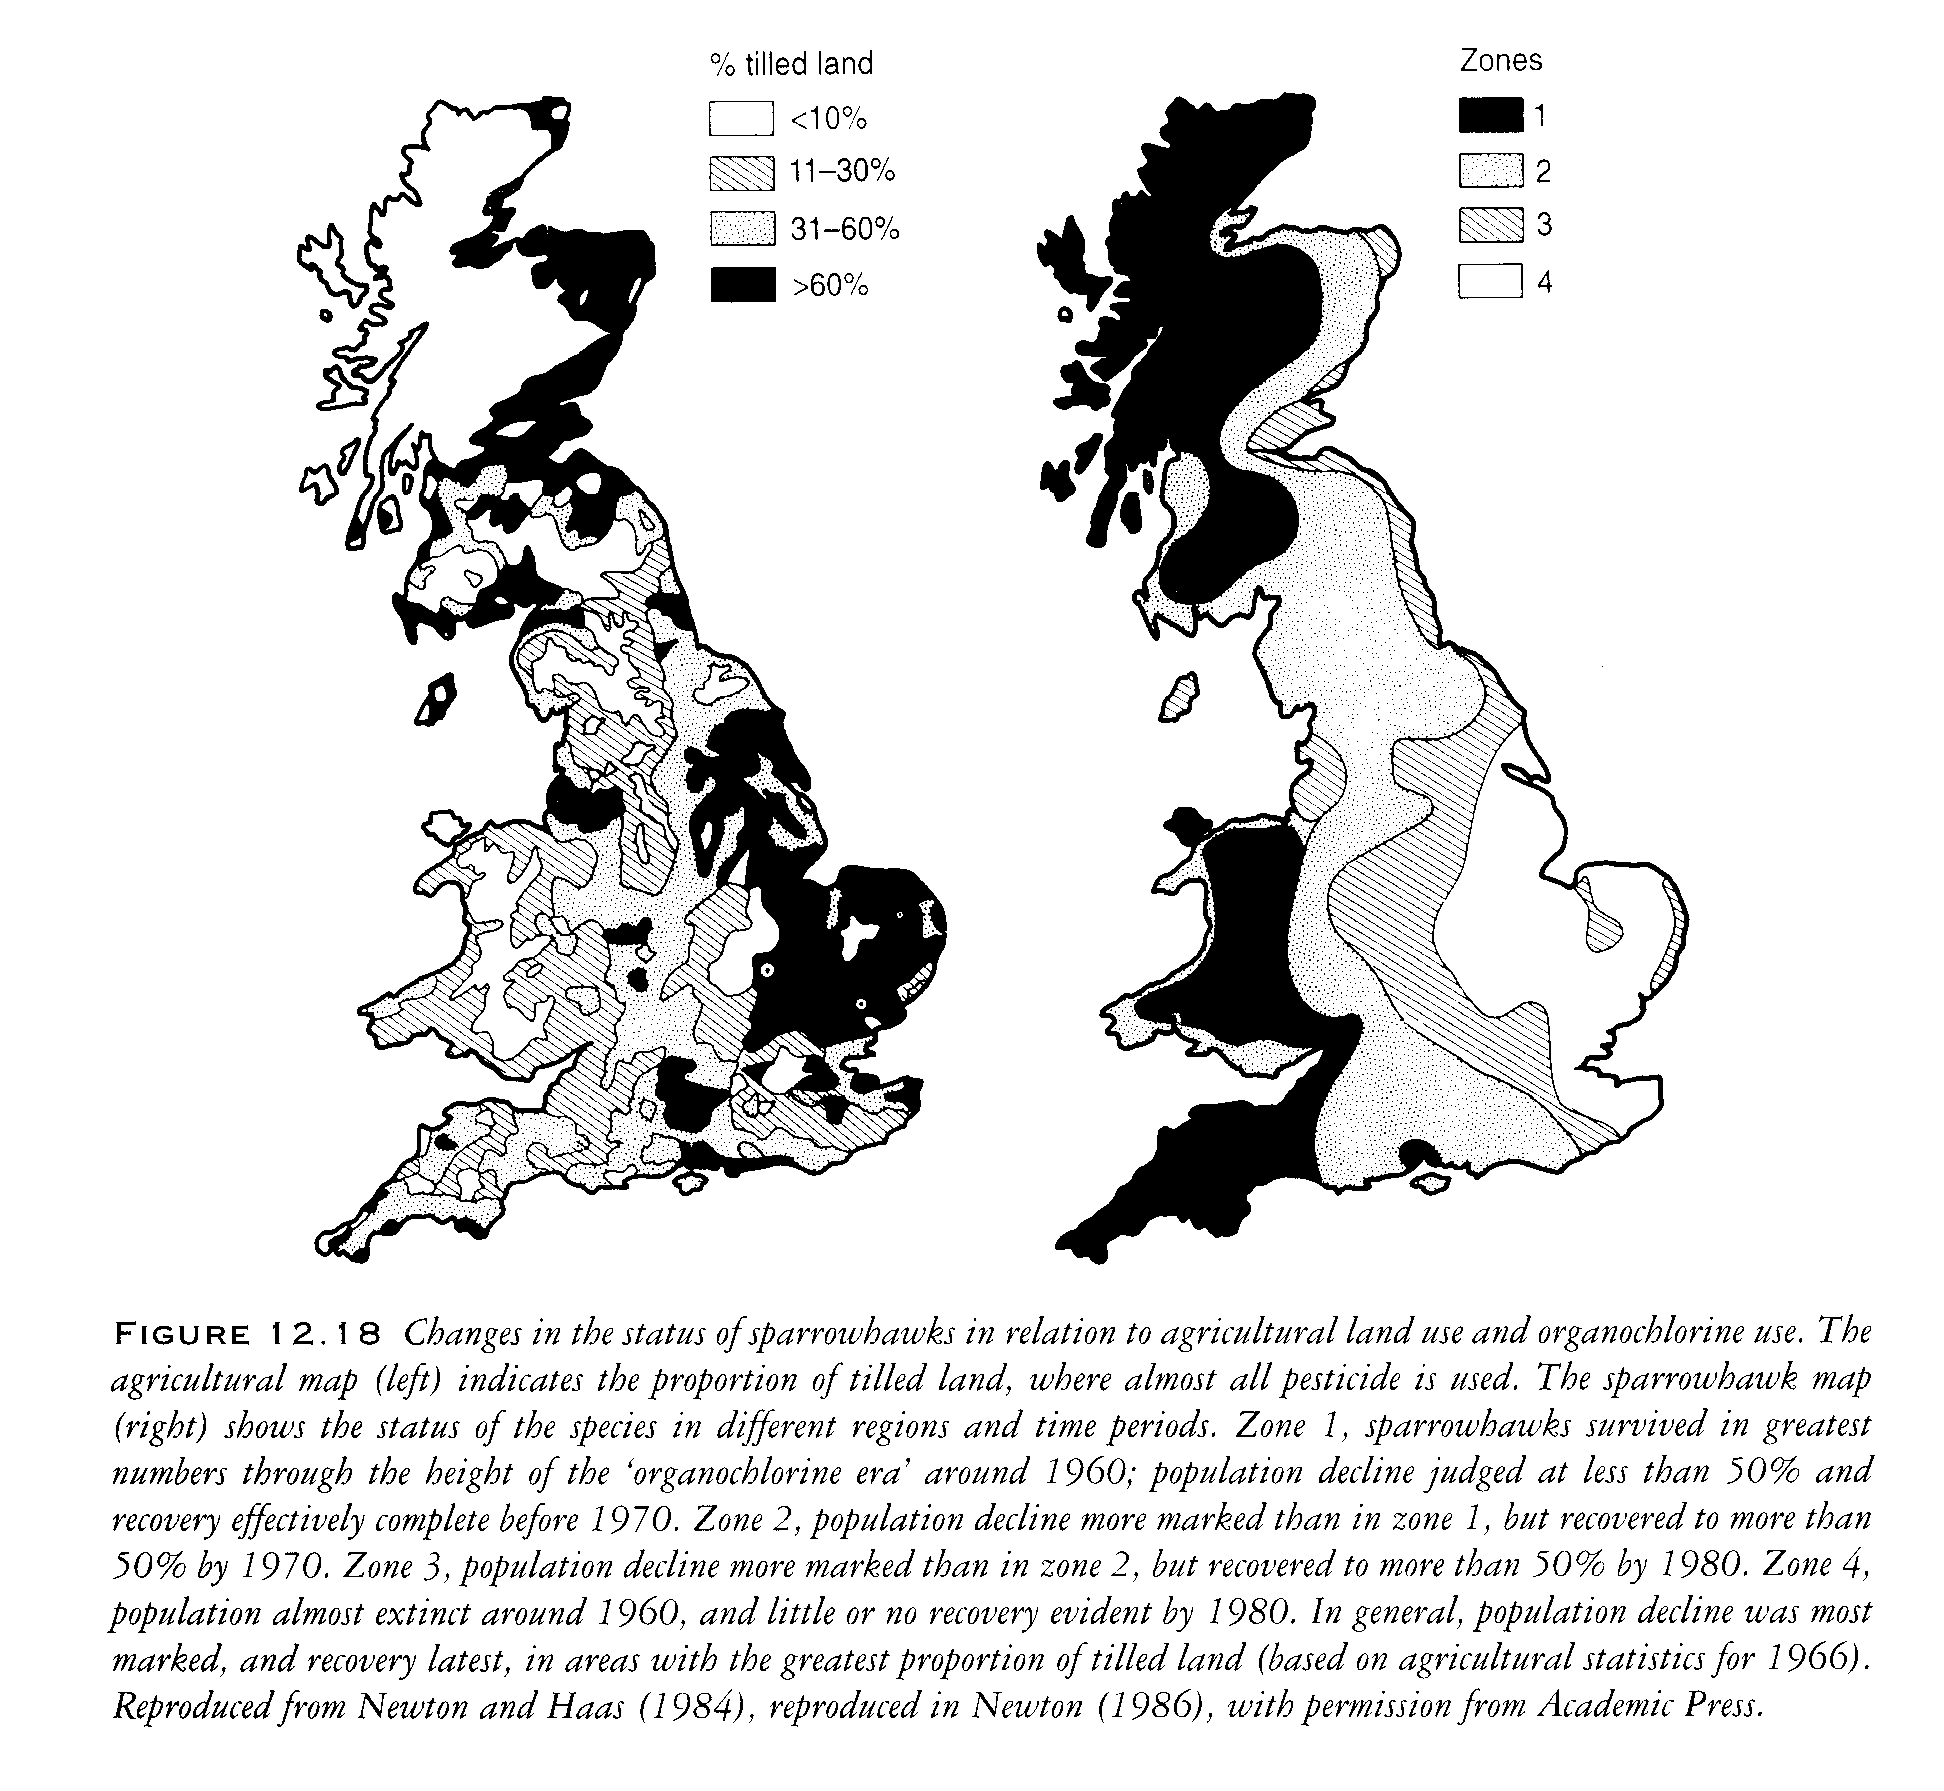 % tilled land
<10%
11–30%
31–60%
>60%
Zones
1
2
3
4
FIGURE 12.18 Changes in the status of sparrowhawks in relation to agricultural land use and organochlorine use. The
agricultural map (left) indicates the proportion of tilled land, where almost all pesticide is used. The sparrowhawk map
(right) shows the status of the species in different regions and time periods. Zone 1, sparrowhawks survived in greatest
numbers through the height of the ‘organochlorine era’ around 1960; population decline judged at less than 50% and
recovery effectively complete before 1970. Zone 2, population decline more marked than in zone 1, but recovered to more than
50% by 1970. Zone 3, population decline more marked than in zone 2, but recovered to more than 50% by 1980. Zone 4,
population almost extinct around 1960, and little or no recovery evident by 1980. In general, population decline was most
marked, and recovery latest, in areas with the greatest proportion of tilled land (based on agricultural statistics for 1966).
Reproduced from Newton and Haas (1984), reproduced in Newton (1986), with permission from Academic Press.